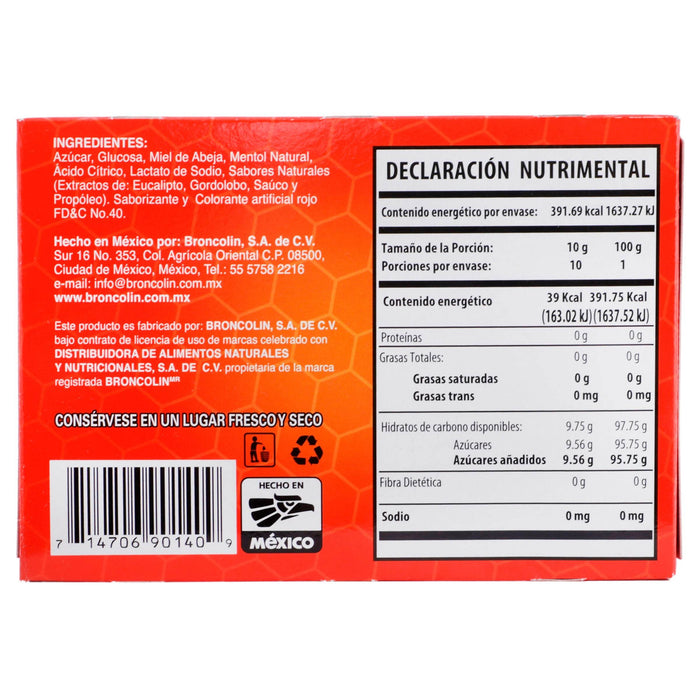 INGREDIENTES:
Azúcar, Glucosa, Miel de Abeja, Mentol Natural,
Ácido Cítrico, Lactato de Sodio, Sabores Naturales
(Extractos de: Eucalipto, Gordolobo, Saúco y
Propóleo). Saborizante y Colorante artificial rojo
FD&C No.40.
Hecho en México por: Broncolin, S.A. de C.V.
Sur 16 No. 353, Col. Agrícola Oriental C.P. 08500,
Ciudad de México, México, Tel.: 55 5758 2216
e-mail: info@broncolin.com.mx
www.broncolin.com.mx
Este producto es fabricado por: BRONCOLIN, S.A. DE C.V.
bajo contrato de licencia de uso de marcas celebrado con
DISTRIBUIDORA DE ALIMENTOS NATURALES
Y NUTRICIONALES, S.A. DE C.V. propietaria de la marca
registrada BRONCOLINMR
CONSÉRVESE EN UN LUGAR FRESCO Y SECO
7 14706 90140 9
HECHO EN
MÉXICO
DECLARACIÓN NUTRIMENTAL
Contenido energético por envase: 391.69 kcal 1637.27 kJ
Tamaño de la Porción: 10 g 100 g
Porciones por envase: 10 1
Contenido energético 39 Kcal 391.75 Kcal
(163.02 kJ) (1637.52 kJ)
Proteínas 0 g 0 g
Grasas Totales: 0 g 0 g
Grasas saturadas 0 g 0 g
Grasas trans 0 mg 0 mg
Hidratos de carbono disponibles: 9.75 g 97.75 g
Azúcares 9.56 g 95.75 g
Azúcares añadidos 9.56 g 95.75 g
Fibra Dietética 0 g 0 g
Sodio 0 mg 0 mg